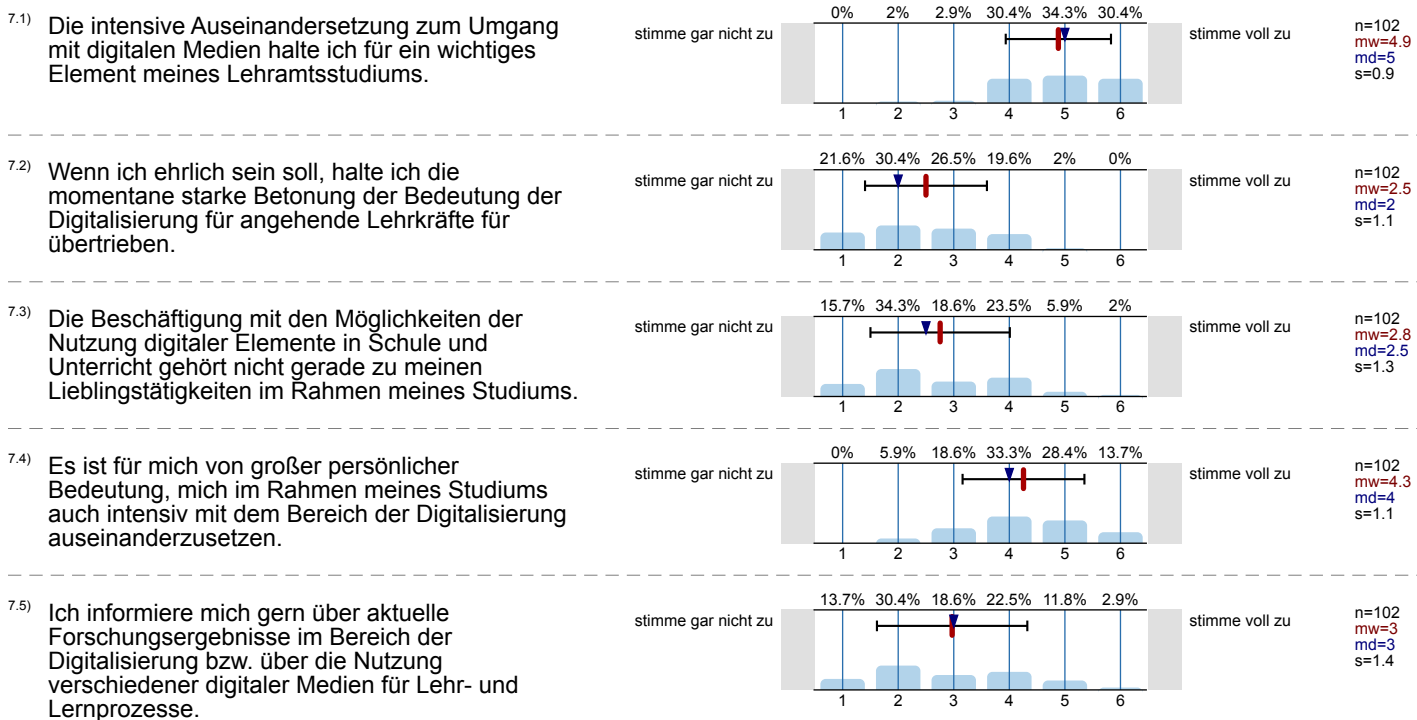 7.1) Die intensive Auseinandersetzung zum Umgang
mit digitalen Medien halte ich für ein wichtiges
Element meines Lehramtsstudiums.
stimme gar nicht zu
0% 2% 2.9% 30.4% 34.3% 30.4%
1 2 3 4 5 6
stimme voll zu
n=102
mw=4.9
md=5
s=0.9
7.2) Wenn ich ehrlich sein soll, halte ich die
momentane starke Betonung der Bedeutung der
Digitalisierung für angehende Lehrkräfte für
übertrieben.
stimme gar nicht zu
21.6% 30.4% 26.5% 19.6% 2% 0%
1 2 3 4 5 6
stimme voll zu
n=102
mw=2.5
md=2
s=1.1
7.3) Die Beschäftigung mit den Möglichkeiten der
Nutzung digitaler Elemente in Schule und
Unterricht gehört nicht gerade zu meinen
Lieblingstätigkeiten im Rahmen meines Studiums.
stimme gar nicht zu
15.7% 34.3% 18.6% 23.5% 5.9% 2%
1 2 3 4 5 6
stimme voll zu
n=102
mw=2.8
md=2.5
s=1.3
7.4) Es ist für mich von großer persönlicher
Bedeutung, mich im Rahmen meines Studiums
auch intensiv mit dem Bereich der Digitalisierung
auseinanderzusetzen.
stimme gar nicht zu
0% 5.9% 18.6% 33.3% 28.4% 13.7%
1 2 3 4 5 6
stimme voll zu
n=102
mw=4.3
md=4
s=1.1
7.5) Ich informiere mich gern über aktuelle
Forschungsergebnisse im Bereich der
Digitalisierung bzw. über die Nutzung
verschiedener digitaler Medien für Lehr- und
Lernprozesse.
stimme gar nicht zu
13.7% 30.4% 18.6% 22.5% 11.8% 2.9%
1 2 3 4 5 6
stimme voll zu
n=102
mw=3
md=3
s=1.4